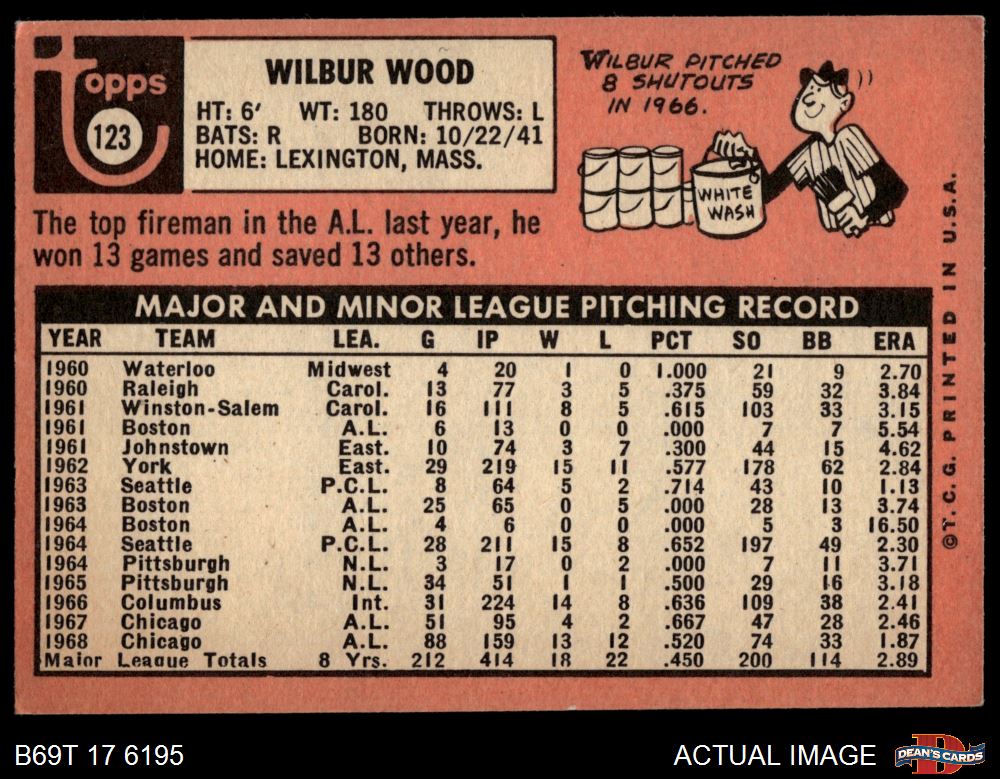 topps
123
WILBUR WOOD
HT: 6' WT: 180 THROWS: L
BATS: R BORN: 10/22/41
HOME: LEXINGTON, MASS.
WILBUR PITCHED
8 SHUTOUTS
IN 1966.
WHITE
WASH
The top fireman in the A.L. last year, he
won 13 games and saved 13 others.
MAJOR AND MINOR LEAGUE PITCHING RECORD
YEAR TEAM LEA. G IP W L PCT SO BB ERA
1960 Waterloo Midwest 4 20 1 0 1.000 21 9 2.70
1960 Raleigh Carol. 13 77 3 5 .375 59 32 3.84
1961 Winston-Salem Carol. 16 111 8 5 .615 103 33 3.15
1961 Boston A.L. 6 13 0 0 .000 7 7 5.54
1961 Johnstown East. 10 74 3 7 .300 44 15 4.62
1962 York East. 29 219 15 11 .577 178 62 2.84
1963 Seattle P.C.L. 8 64 5 2 .714 43 10 1.13
1963 Boston A.L. 25 65 0 5 .000 28 13 3.74
1964 Boston A.L. 4 6 0 0 .000 5 3 16.50
1964 Seattle P.C.L. 28 211 15 8 .652 197 49 2.30
1964 Pittsburgh N.L. 3 17 0 2 .000 7 11 3.71
1965 Pittsburgh N.L. 34 51 1 1 .500 29 16 3.18
1966 Columbus Int. 31 224 14 8 .636 109 38 2.41
1967 Chicago A.L. 51 95 4 2 .667 47 28 2.46
1968 Chicago A.L. 88 159 13 12 .520 74 33 1.87
Major League Totals 8 Yrs. 212 414 18 22 .450 200 114 2.89
©T.C.G. PRINTED IN U.S.A.
B69T 17 6195
ACTUAL IMAGE
D
DEAN'S CARDS